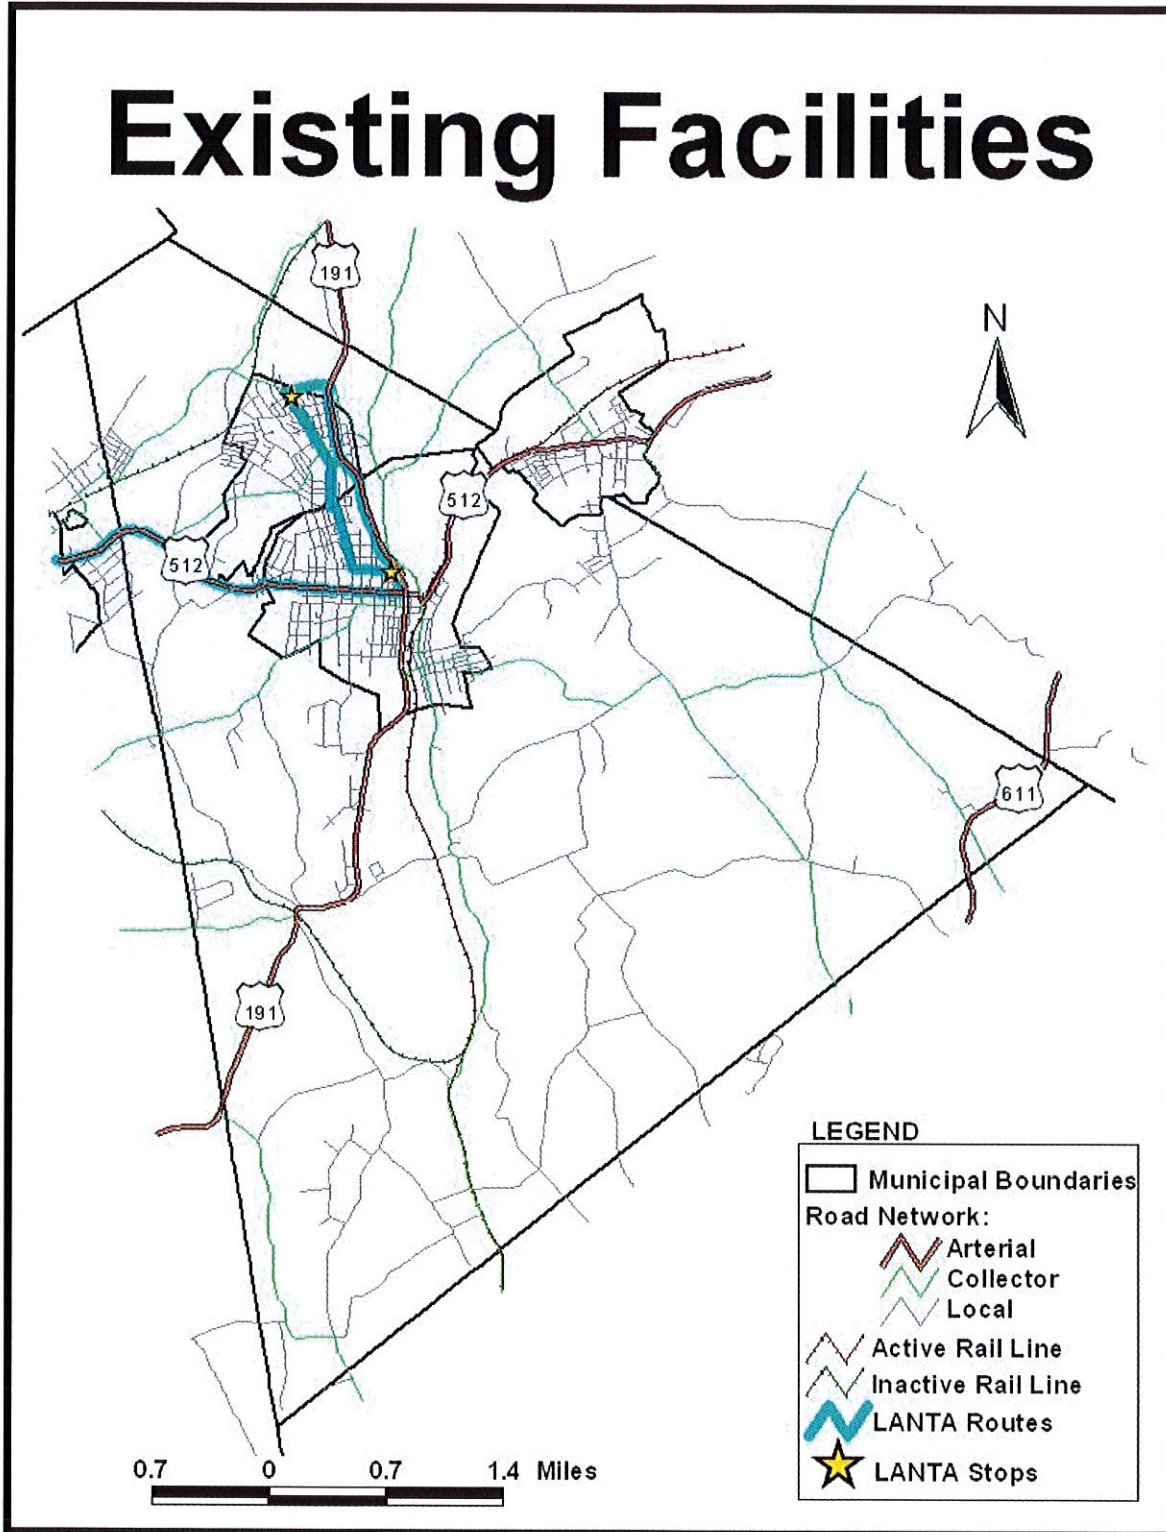 Existing Facilities
191
N
512
512
611
191
LEGEND
Municipal Boundaries
Road Network:
Arterial
Collector
Local
Active Rail Line
Inactive Rail Line
LANTA Routes
LANTA Stops
0.7 0 0.7 1.4 Miles